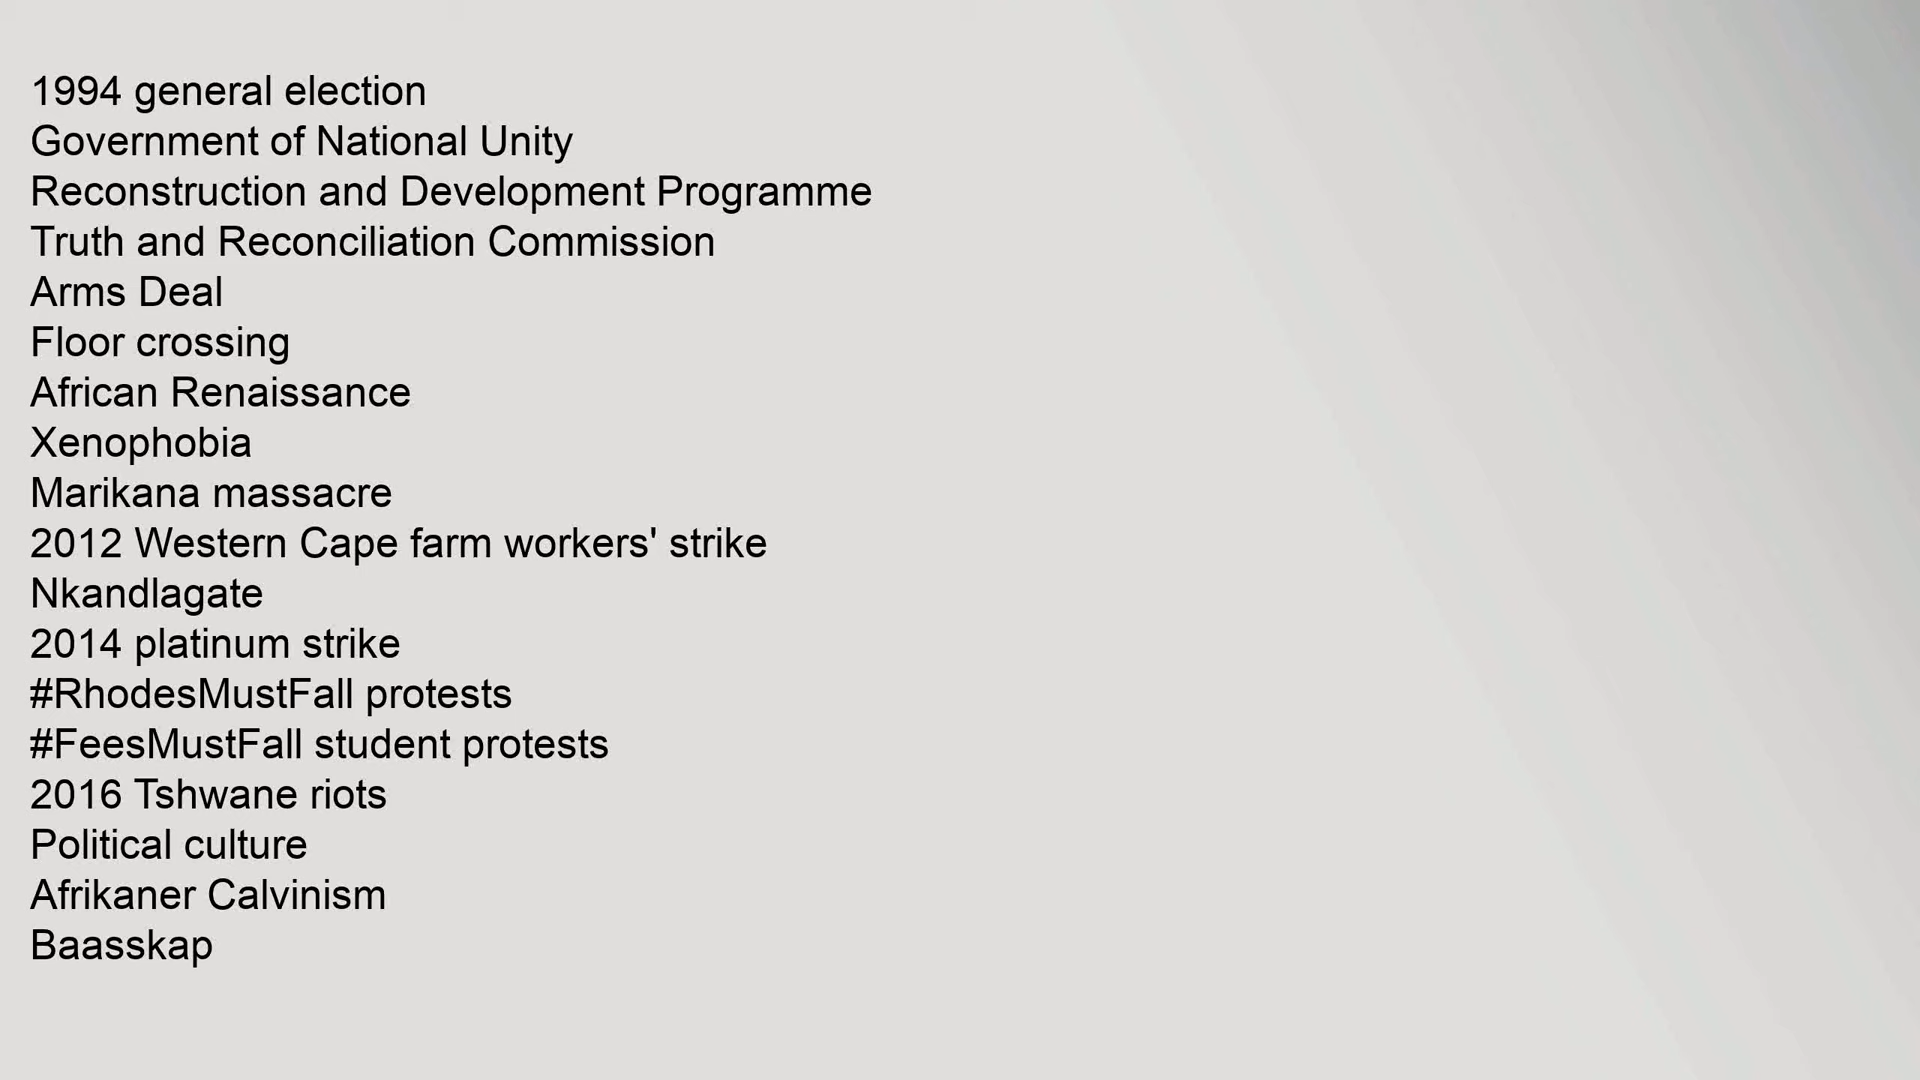 1994 general election
Government of National Unity
Reconstruction and Development Programme
Truth and Reconciliation Commission
Arms Deal
Floor crossing
African Renaissance
Xenophobia
Marikana massacre
2012 Western Cape farm workers' strike
Nkandlagate
2014 platinum strike
#RhodesMustFall protests
#FeesMustFall student protests
2016 Tshwane riots
Political culture
Afrikaner Calvinism
Baasskap